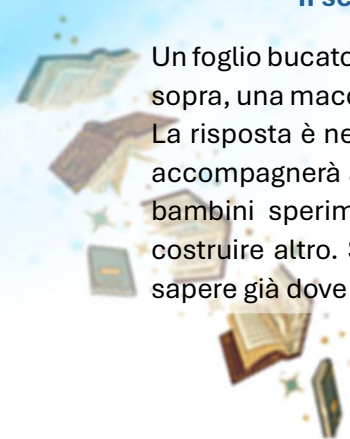 Un foglio bucato
sopra, una macc
La risposta è ne
accompagnerà a
bambini sperim
costruire altro. S
sapere già dove